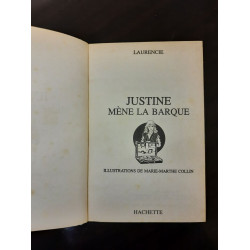 LAURENCIE
JUSTINE
MÈNE LA BARQUE
ILLUSTRATIONS DE MARIE-MARTHE COLLIN
HACHETTE